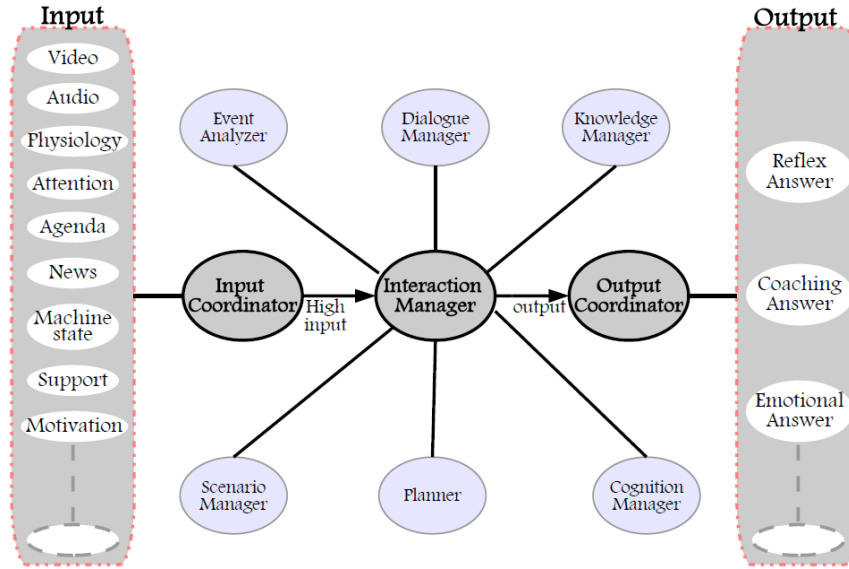 Input
Video
Audio
Physiology
Attention
Agenda
News
Machine
state
Support
Motivation
Event
Analyzer
Dialogue
Manager
Knowledge
Manager
Input
Coordinator
High
input
Interaction
Manager
output
Output
Coordinator
Scenario
Manager
Planner
Cognition
Manager
Output
Reflex
Answer
Coaching
Answer
Emotional
Answer